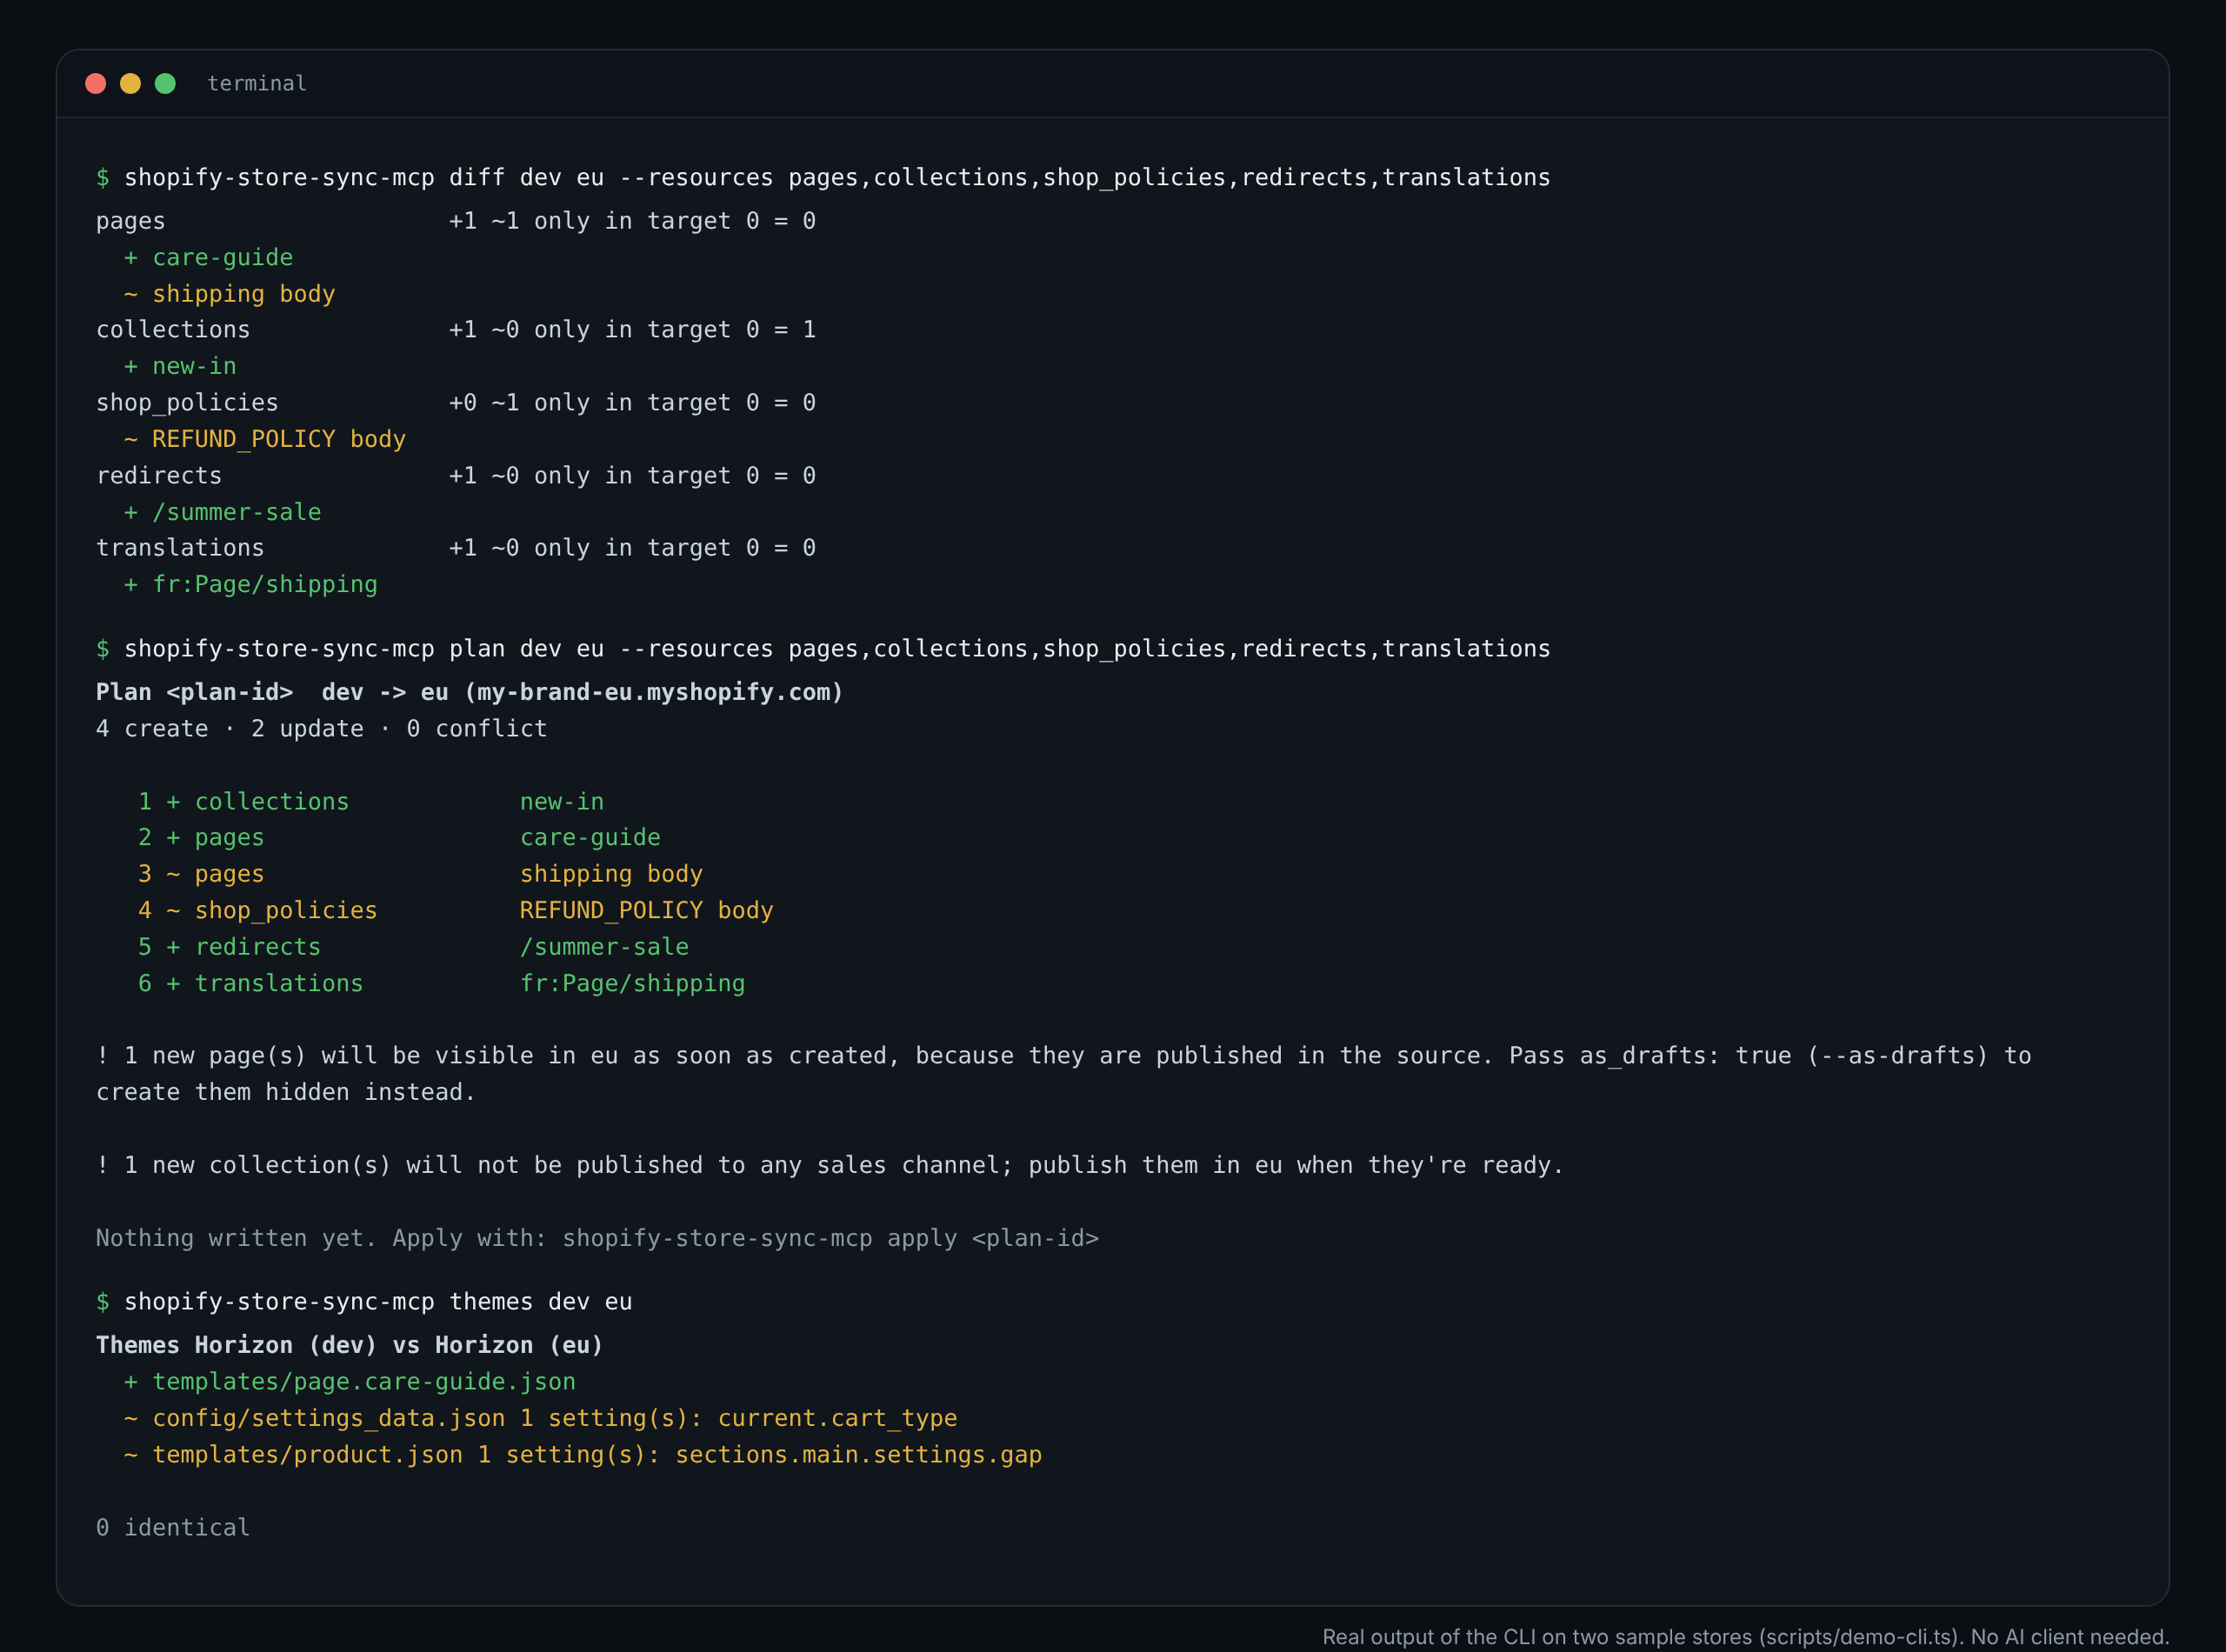 terminal
$ shopify-store-sync-mcp diff dev eu --resources pages,collections,shop_policies,redirects,translations
pages                    +1 ~1 only in target 0 = 0
  + care-guide
  ~ shipping body
collections              +1 ~0 only in target 0 = 1
  + new-in
shop_policies            +0 ~1 only in target 0 = 0
  ~ REFUND_POLICY body
redirects                +1 ~0 only in target 0 = 0
  + /summer-sale
translations             +1 ~0 only in target 0 = 0
  + fr:Page/shipping
$ shopify-store-sync-mcp plan dev eu --resources pages,collections,shop_policies,redirects,translations
Plan <plan-id>  dev -> eu (my-brand-eu.myshopify.com)
4 create · 2 update · 0 conflict
   1 + collections            new-in
   2 + pages                  care-guide
   3 ~ pages                  shipping body
   4 ~ shop_policies          REFUND_POLICY body
   5 + redirects              /summer-sale
   6 + translations           fr:Page/shipping
! 1 new page(s) will be visible in eu as soon as created, because they are published in the source. Pass as_drafts: true (--as-drafts) to
create them hidden instead.
! 1 new collection(s) will not be published to any sales channel; publish them in eu when they're ready.
Nothing written yet. Apply with: shopify-store-sync-mcp apply <plan-id>
$ shopify-store-sync-mcp themes dev eu
Themes Horizon (dev) vs Horizon (eu)
  + templates/page.care-guide.json
  ~ config/settings_data.json 1 setting(s): current.cart_type
  ~ templates/product.json 1 setting(s): sections.main.settings.gap
0 identical
Real output of the CLI on two sample stores (scripts/demo-cli.ts). No AI client needed.